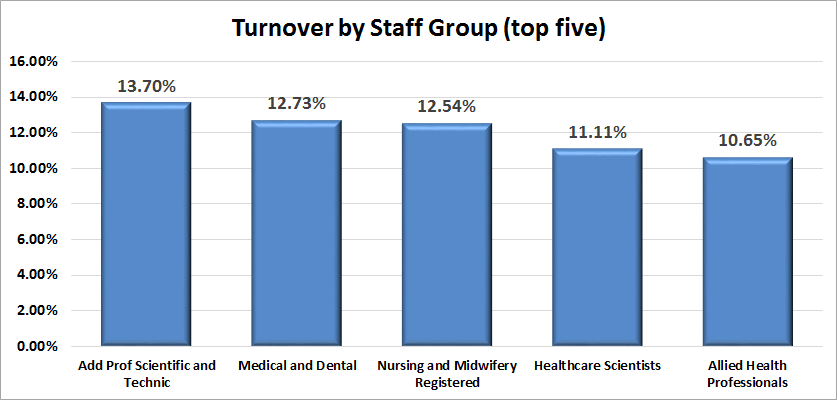 Turnover by Staff Group (top five)
16.00%
14.00%
12.00%
10.00%
8.00%
6.00%
4.00%
2.00%
0.00%
13.70%
12.73%
12.54%
11.11%
10.65%
Add Prof Scientific and
Technic
Medical and Dental
Nursing and Midwifery
Registered
Healthcare Scientists
Allied Health
Professionals